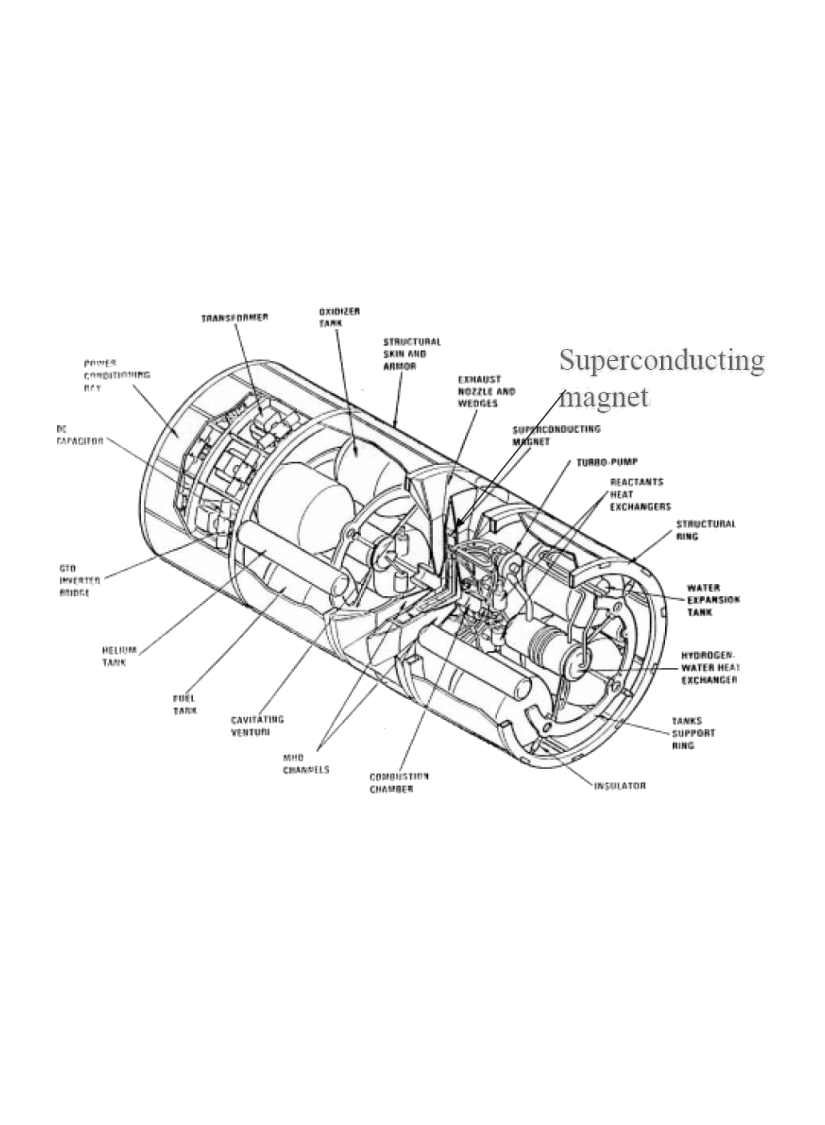 TRANSFORMER
OXIDIZER
TANK
STRUCTURAL
SKIN AND
ARMOR
Superconducting
magnet
POWER
CONDITIONING
BAY
EXHAUST
NOZZLE AND
WEDGES
DC
CAPACITOR
SUPERCONDUCTING
MAGNET
TURBO-PUMP
REACTANTS
HEAT
EXCHANGERS
STRUCTURAL
RING
GTO
INVERTER
BRIDGE
WATER
EXPANSION
TANK
HELIUM
TANK
HYDROGEN-
WATER HEAT
EXCHANGER
FUEL
TANK
CAVITATING
VENTURI
TANKS
SUPPORT
RING
MHD
CHANNELS
COMBUSTION
CHAMBER
INSULATOR